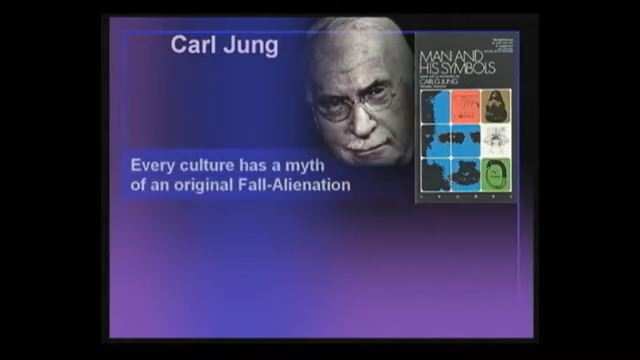 Carl Jung
MAN AND
HIS SYMBOLS
CARL G. JUNG
Every culture has a myth
of an original Fall-Alienation